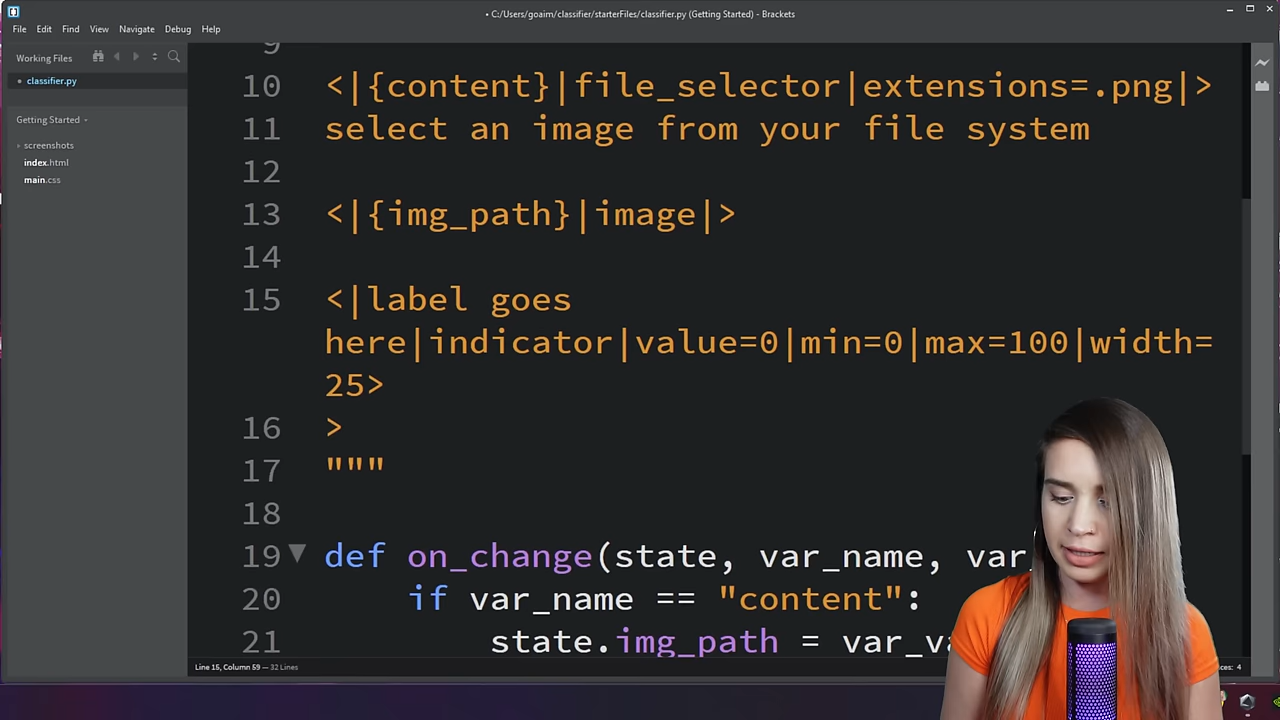 • C:/Users/goaim/classifier/starterFiles/classifier.py (Getting Started) - Brackets
File Edit Find View Navigate Debug Help
Working Files
• classifier.py
Getting Started
screenshots
index.html
main.css
9
10 <|{content}|file_selector|extensions=.png|>
11 select an image from your file system
12
13 <|{img_path}|image|>
14
15 <|label goes
here|indicator|value=0|min=0|max=100|width=
25>
16 >
17 """
18
19 def on_change(state, var_name,
20 if var_name == "content":
21 state.img_path =
Line 15, Column 59 — 32 Lines